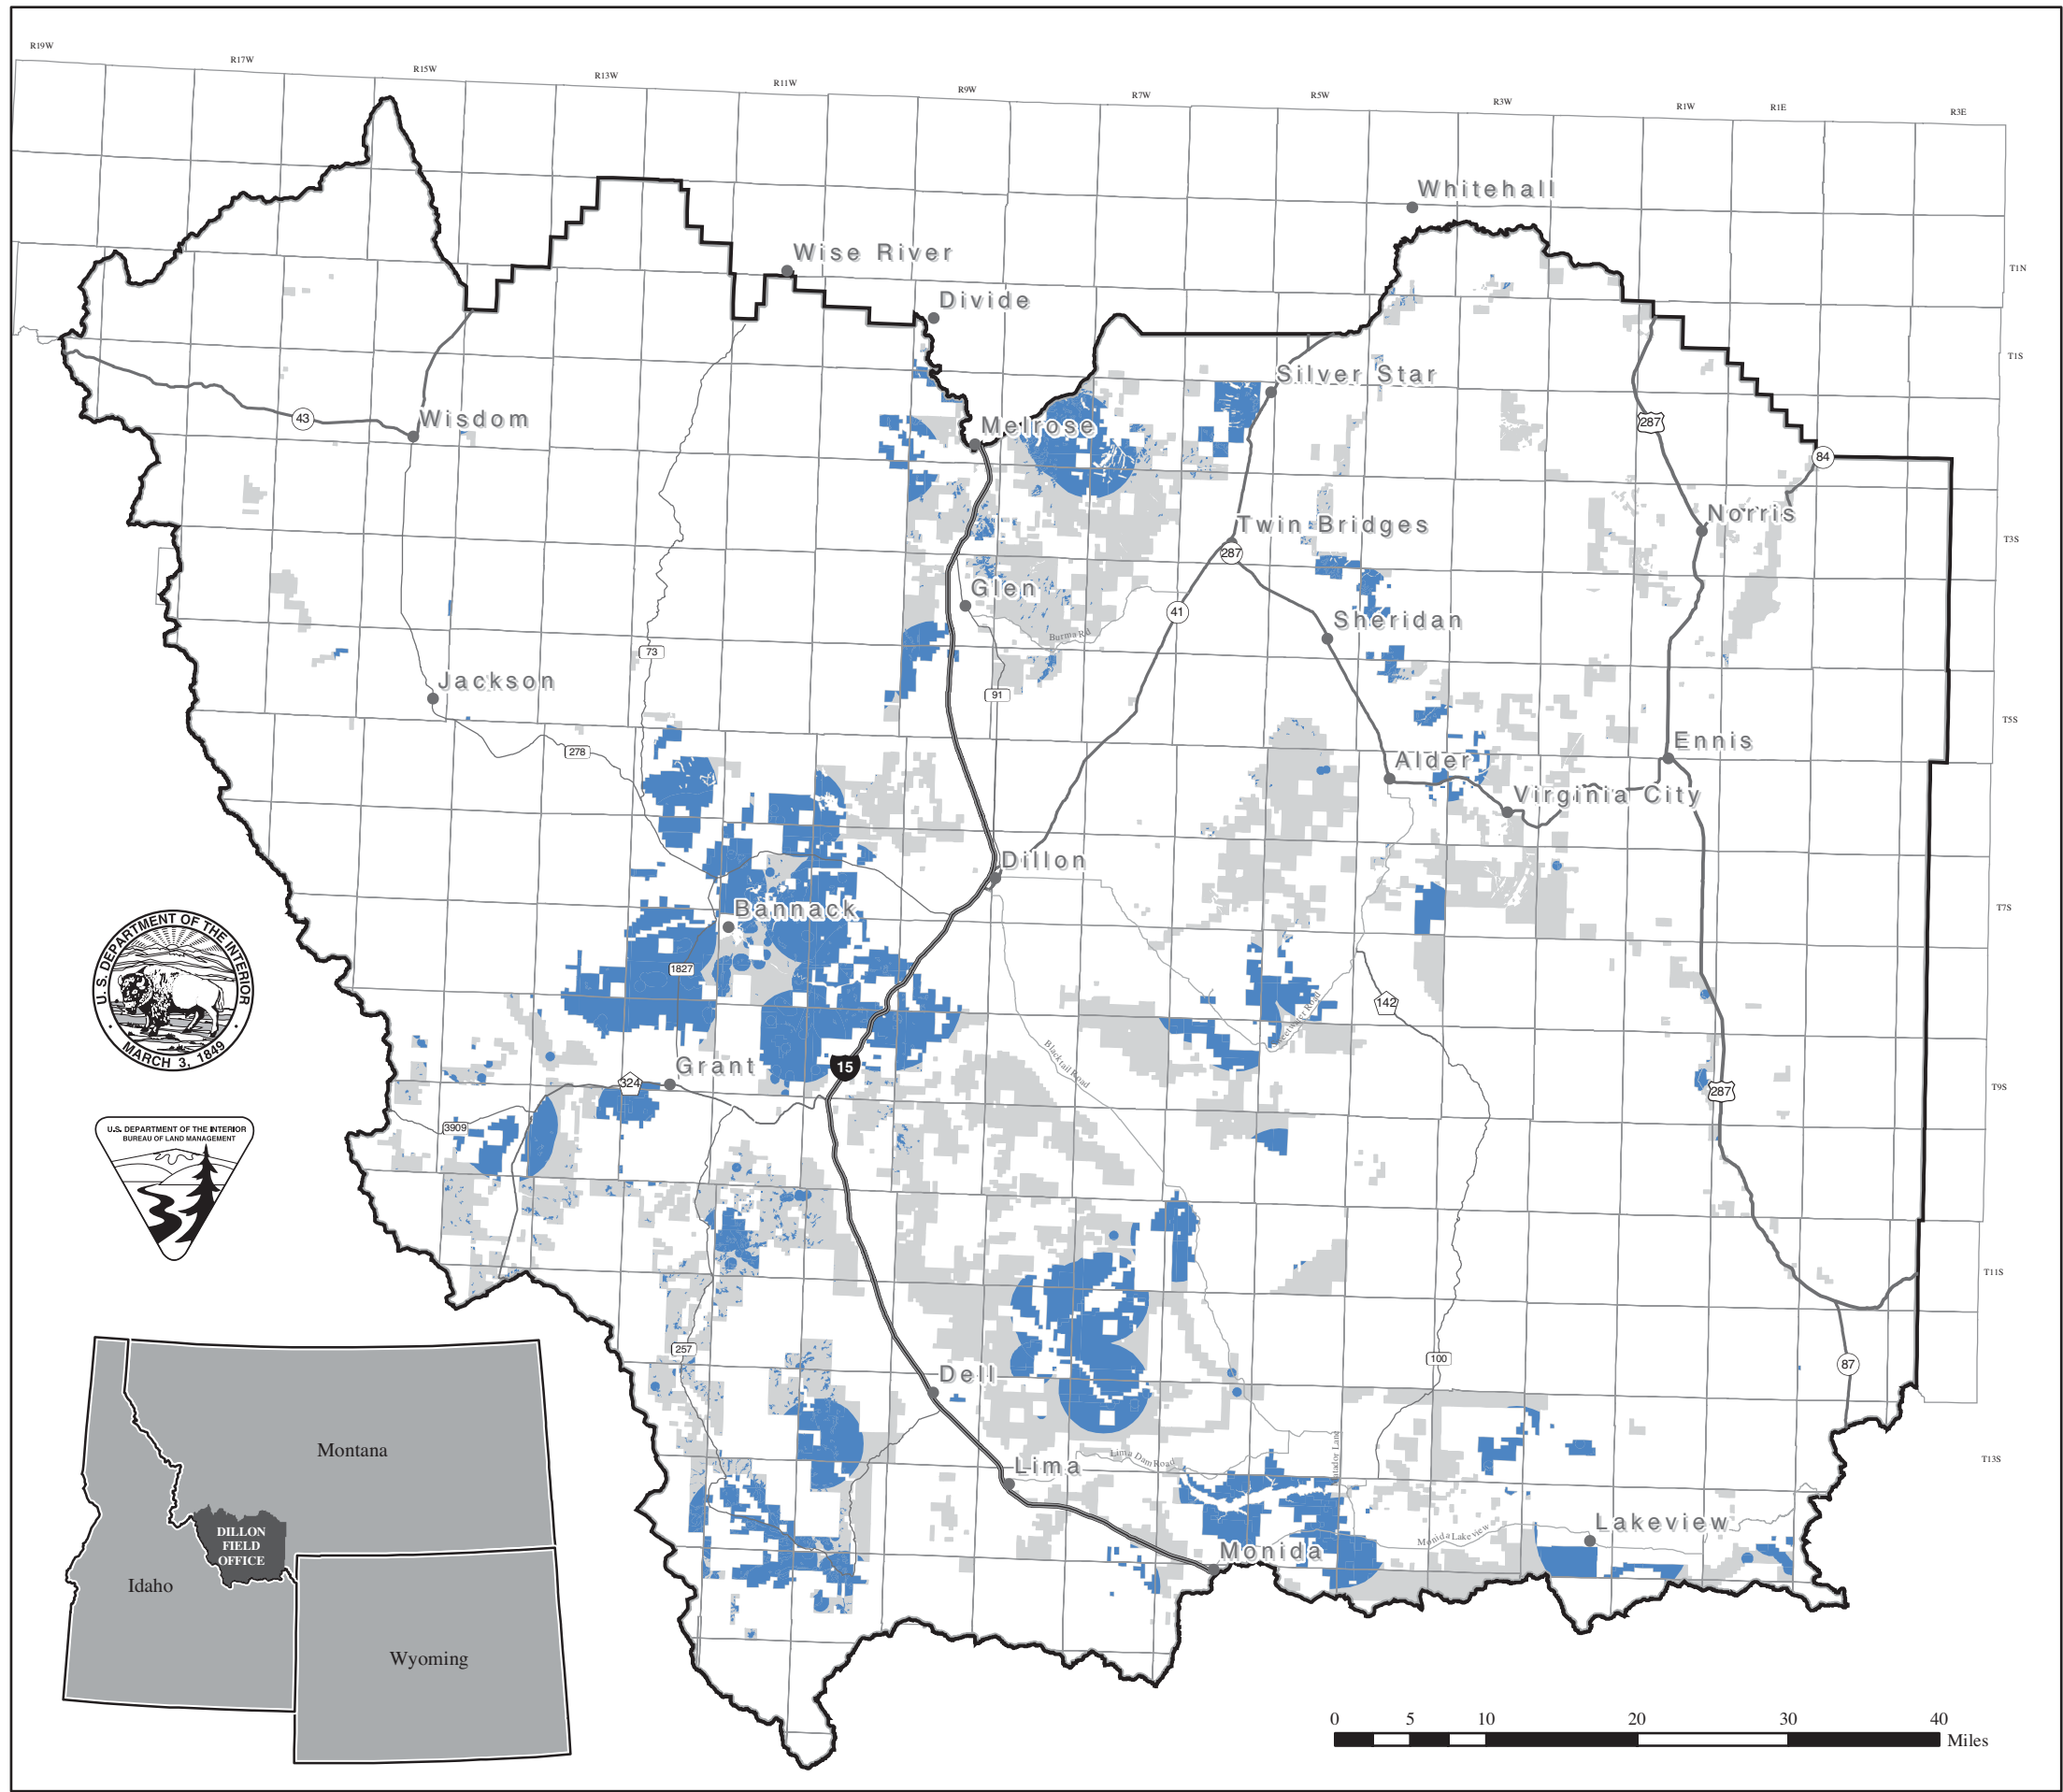 R19W
R17W
R15W
R13W
R11W
R9W
R7W
R5W
R3W
R1W
R1E
R3E
Whitehall
Wise River
T1N
Divide
T1S
Silver Star
43
Wisdom
Melrose
287
84
Norris
Twin Bridges
T3S
287
Glen
41
Sheridan
Burma Rd
73
Jackson
91
T5S
278
Ennis
Alder
Virginia City
Dillon
Bannack
T7S
1827
142
Blacktail Road
Grant
15
324
T9S
287
3909
T11S
257
100
87
Dell
Lima Dam Road
T13S
Lima
Monida Lakeview
Lakeview
Monida
U.S. DEPARTMENT OF THE INTERIOR
MARCH 3, 1849
U.S. DEPARTMENT OF THE INTERIOR
BUREAU OF LAND MANAGEMENT
Montana
DILLON
FIELD
OFFICE
Idaho
Wyoming
0 5 10 20 30 40
Miles